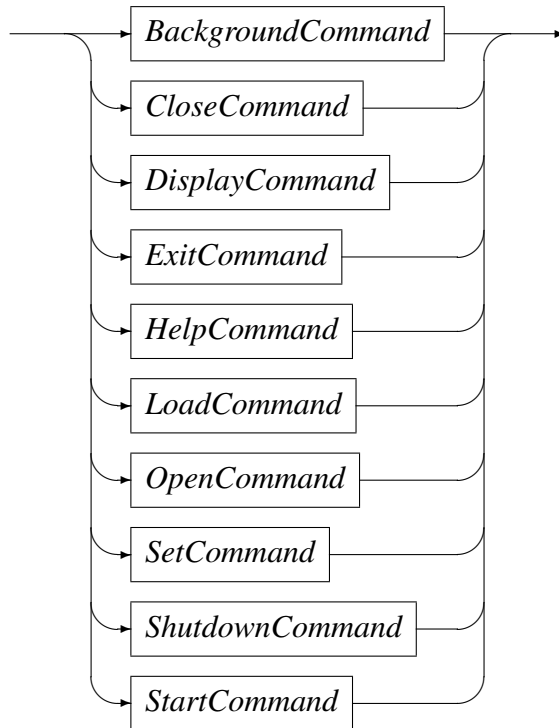 BackgroundCommand
CloseCommand
DisplayCommand
ExitCommand
HelpCommand
LoadCommand
OpenCommand
SetCommand
ShutdownCommand
StartCommand